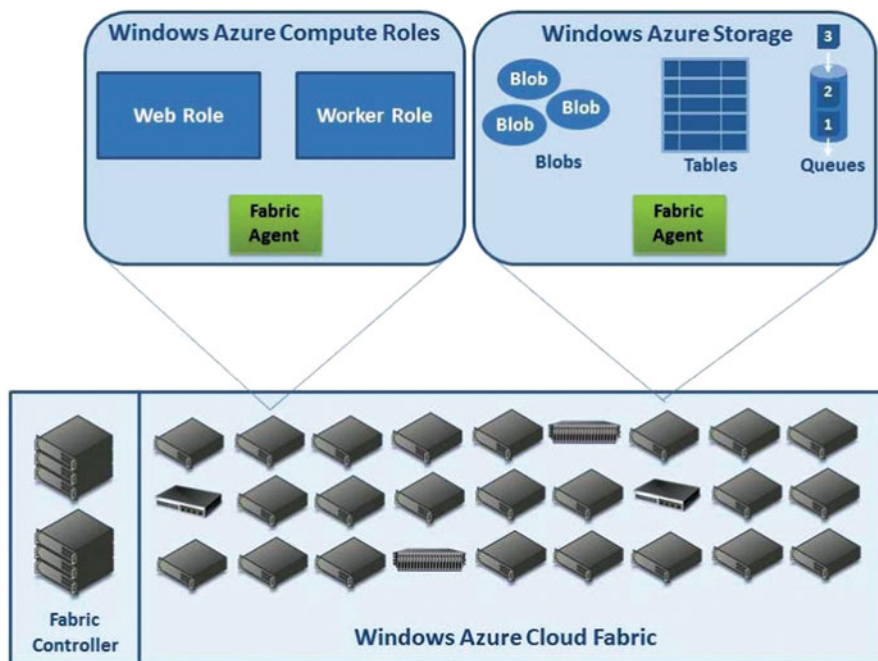 Windows Azure Compute Roles
Web Role
Worker Role
Fabric
Agent
Windows Azure Storage
Blob
Blob
Blob
Blobs
Tables
3
2
1
Queues
Fabric
Agent
Fabric
Controller
Windows Azure Cloud Fabric